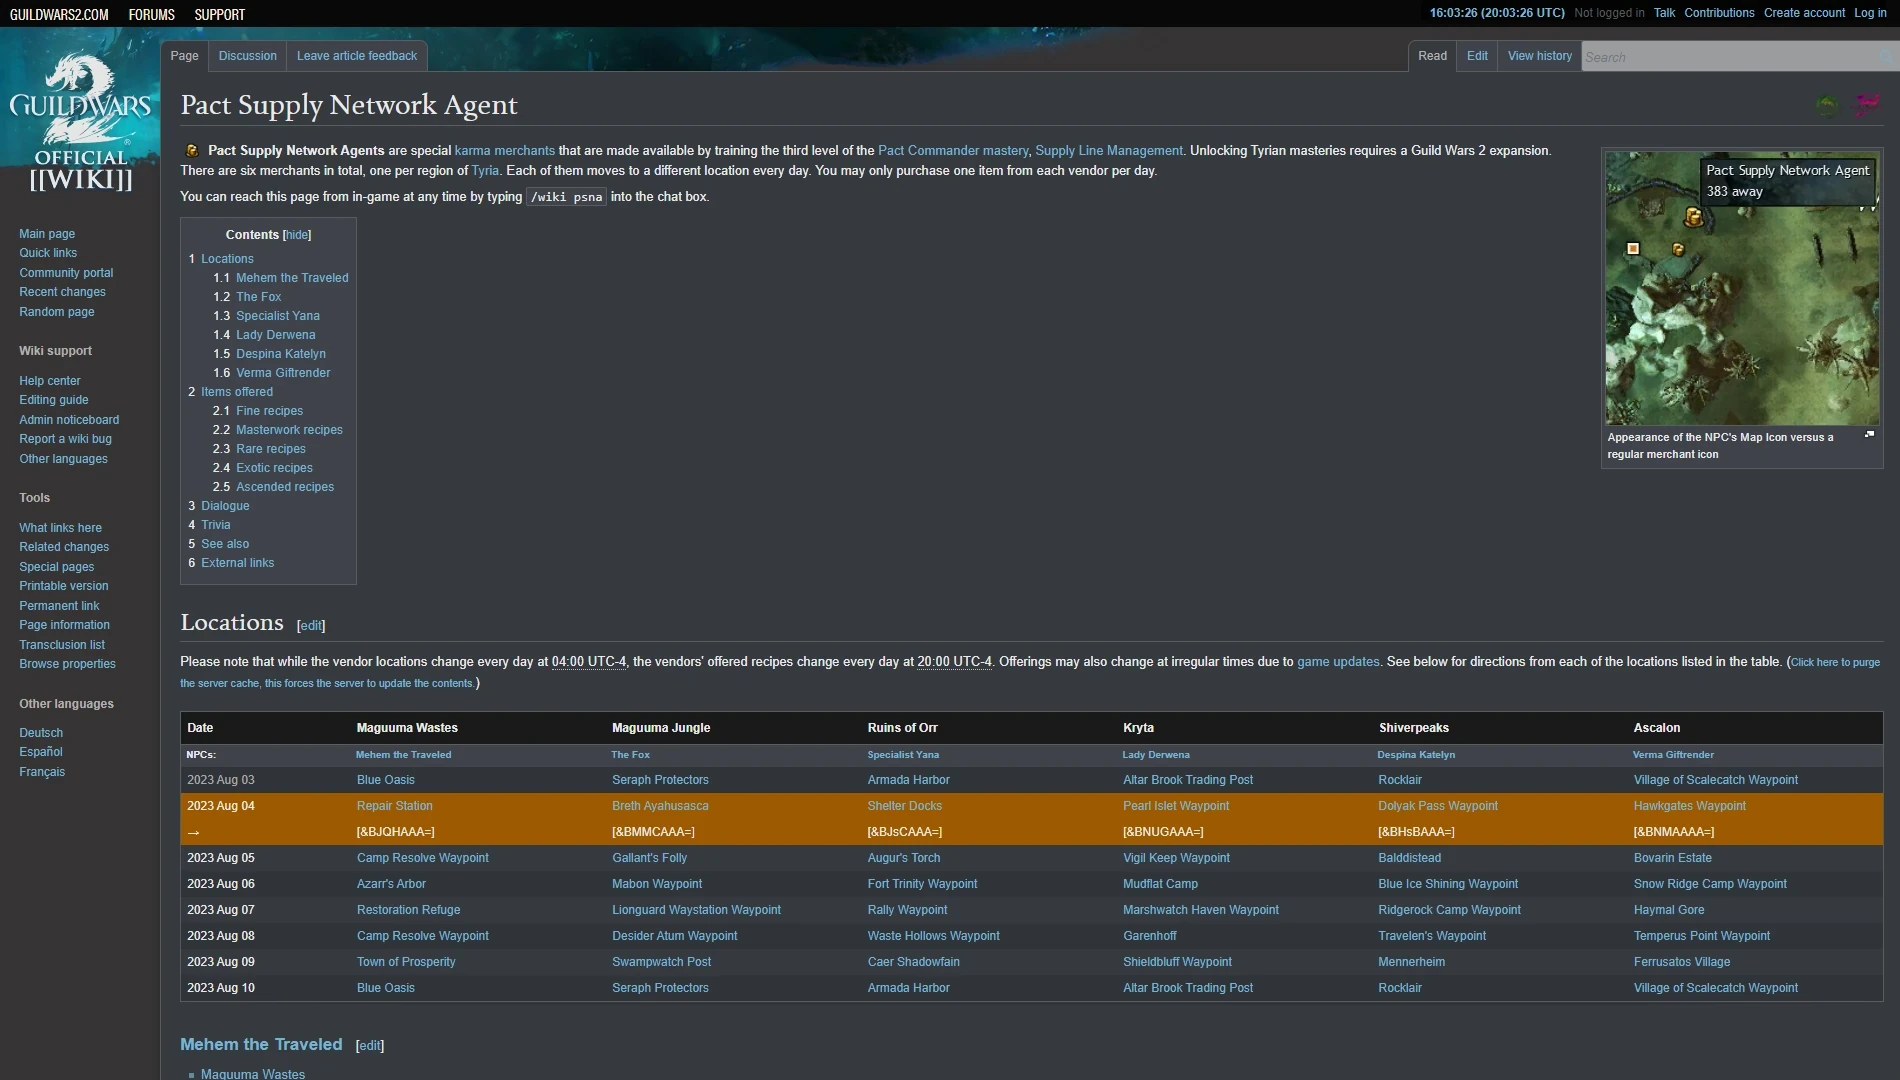 GUILDWARS2.COM FORUMS SUPPORT
16:03:26 (20:03:26 UTC) Not logged in Talk Contributions Create account Log in
Page Discussion Leave article feedback
Read Edit View history Search
GUILDWARS 2
OFFICIAL
[[WIKI]]
Main page
Quick links
Community portal
Recent changes
Random page
Wiki support
Help center
Editing guide
Admin noticeboard
Report a wiki bug
Other languages
Tools
What links here
Related changes
Special pages
Printable version
Permanent link
Page information
Transclusion list
Browse properties
Other languages
Deutsch
Español
Français
Pact Supply Network Agent
Pact Supply Network Agents are special karma merchants that are made available by training the third level of the Pact Commander mastery, Supply Line Management. Unlocking Tyrian masteries requires a Guild Wars 2 expansion.
There are six merchants in total, one per region of Tyria. Each of them moves to a different location every day. You may only purchase one item from each vendor per day.
You can reach this page from in-game at any time by typing /wiki psna into the chat box.
Pact Supply Network Agent
383 away
Appearance of the NPC's Map Icon versus a
regular merchant icon
Contents [hide]
1 Locations
1.1 Mehem the Traveled
1.2 The Fox
1.3 Specialist Yana
1.4 Lady Derwena
1.5 Despina Katelyn
1.6 Verma Giftrender
2 Items offered
2.1 Fine recipes
2.2 Masterwork recipes
2.3 Rare recipes
2.4 Exotic recipes
2.5 Ascended recipes
3 Dialogue
4 Trivia
5 See also
6 External links
Locations [edit]
Please note that while the vendor locations change every day at 04:00 UTC-4, the vendors' offered recipes change every day at 20:00 UTC-4. Offerings may also change at irregular times due to game updates. See below for directions from each of the locations listed in the table. (Click here to purge
the server cache, this forces the server to update the contents.)
Date Maguuma Wastes Maguuma Jungle Ruins of Orr Kryta Shiverpeaks Ascalon
NPCs: Mehem the Traveled The Fox Specialist Yana Lady Derwena Despina Katelyn Verma Giftrender
2023 Aug 03 Blue Oasis Seraph Protectors Armada Harbor Altar Brook Trading Post Rocklair Village of Scalecatch Waypoint
2023 Aug 04 Repair Station Breth Ayahusasca Shelter Docks Pearl Islet Waypoint Dolyak Pass Waypoint Hawkgates Waypoint
→ [&BJQHAAA=] [&BMMCAAA=] [&BJsCAAA=] [&BNUGAAA=] [&BHsBAAA=] [&BNMAAAA=]
2023 Aug 05 Camp Resolve Waypoint Gallant's Folly Augur's Torch Vigil Keep Waypoint Balddistead Bovarin Estate
2023 Aug 06 Azarr's Arbor Mabon Waypoint Fort Trinity Waypoint Mudflat Camp Blue Ice Shining Waypoint Snow Ridge Camp Waypoint
2023 Aug 07 Restoration Refuge Lionguard Waystation Waypoint Rally Waypoint Marshwatch Haven Waypoint Ridgerock Camp Waypoint Haymal Gore
2023 Aug 08 Camp Resolve Waypoint Desider Atum Waypoint Waste Hollows Waypoint Garenhoff Travelen's Waypoint Temperus Point Waypoint
2023 Aug 09 Town of Prosperity Swampwatch Post Caer Shadowfain Shieldbluff Waypoint Mennerheim Ferrusatos Village
2023 Aug 10 Blue Oasis Seraph Protectors Armada Harbor Altar Brook Trading Post Rocklair Village of Scalecatch Waypoint
Mehem the Traveled [edit]
Maguuma Wastes